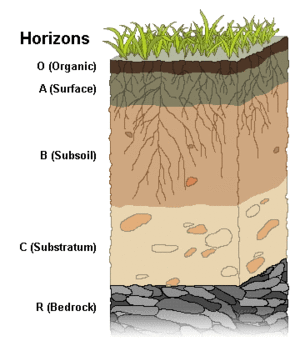 Horizons
O (Organic)
A (Surface)
B (Subsoil)
C (Substratum)
R (Bedrock)